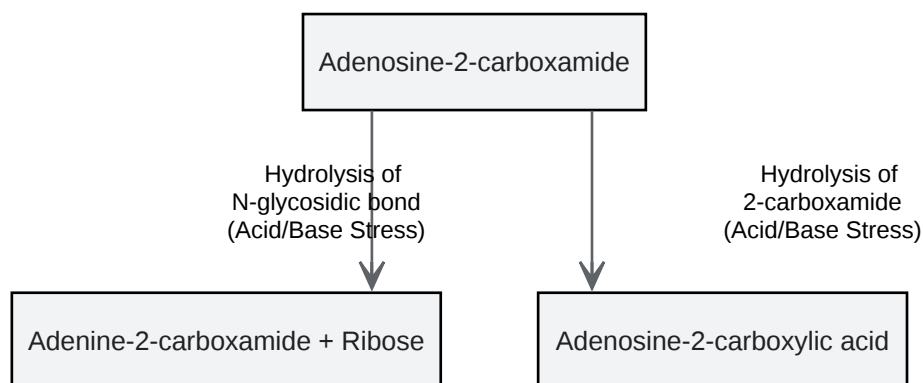 Adenosine-2-carboxamide
Hydrolysis of
N-glycosidic bond
(Acid/Base Stress)
Hydrolysis of
2-carboxamide
(Acid/Base Stress)
Adenine-2-carboxamide + Ribose
Adenosine-2-carboxylic acid